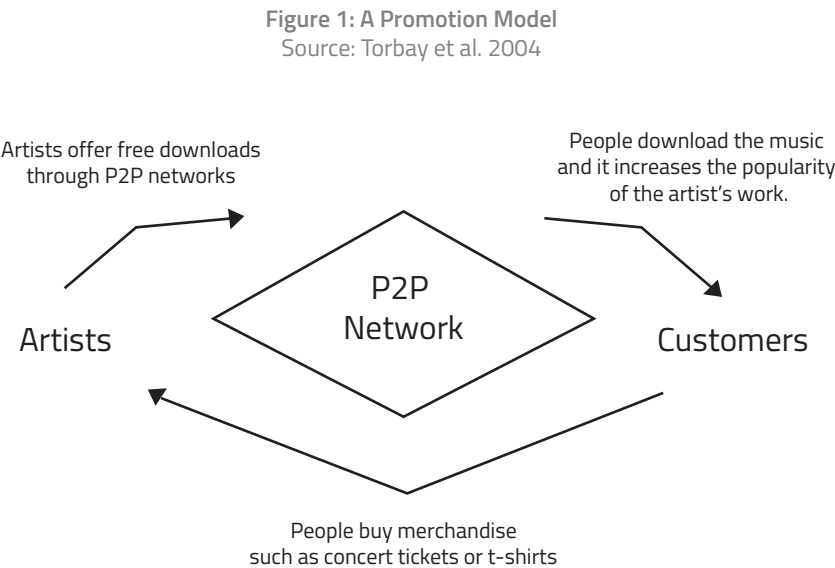 Figure 1: A Promotion Model
Source: Torbay et al. 2004
Artists offer free downloads
through P2P networks
People download the music
and it increases the popularity
of the artist's work.
P2P
Network
Artists
Customers
People buy merchandise
such as concert tickets or t-shirts